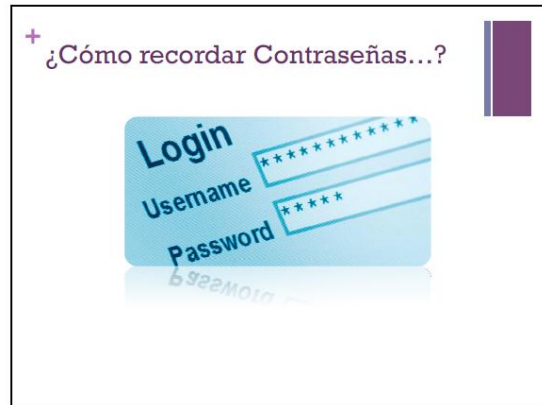 +
¿Cómo recordar Contraseñas...?
Login
Username ************
Password *****